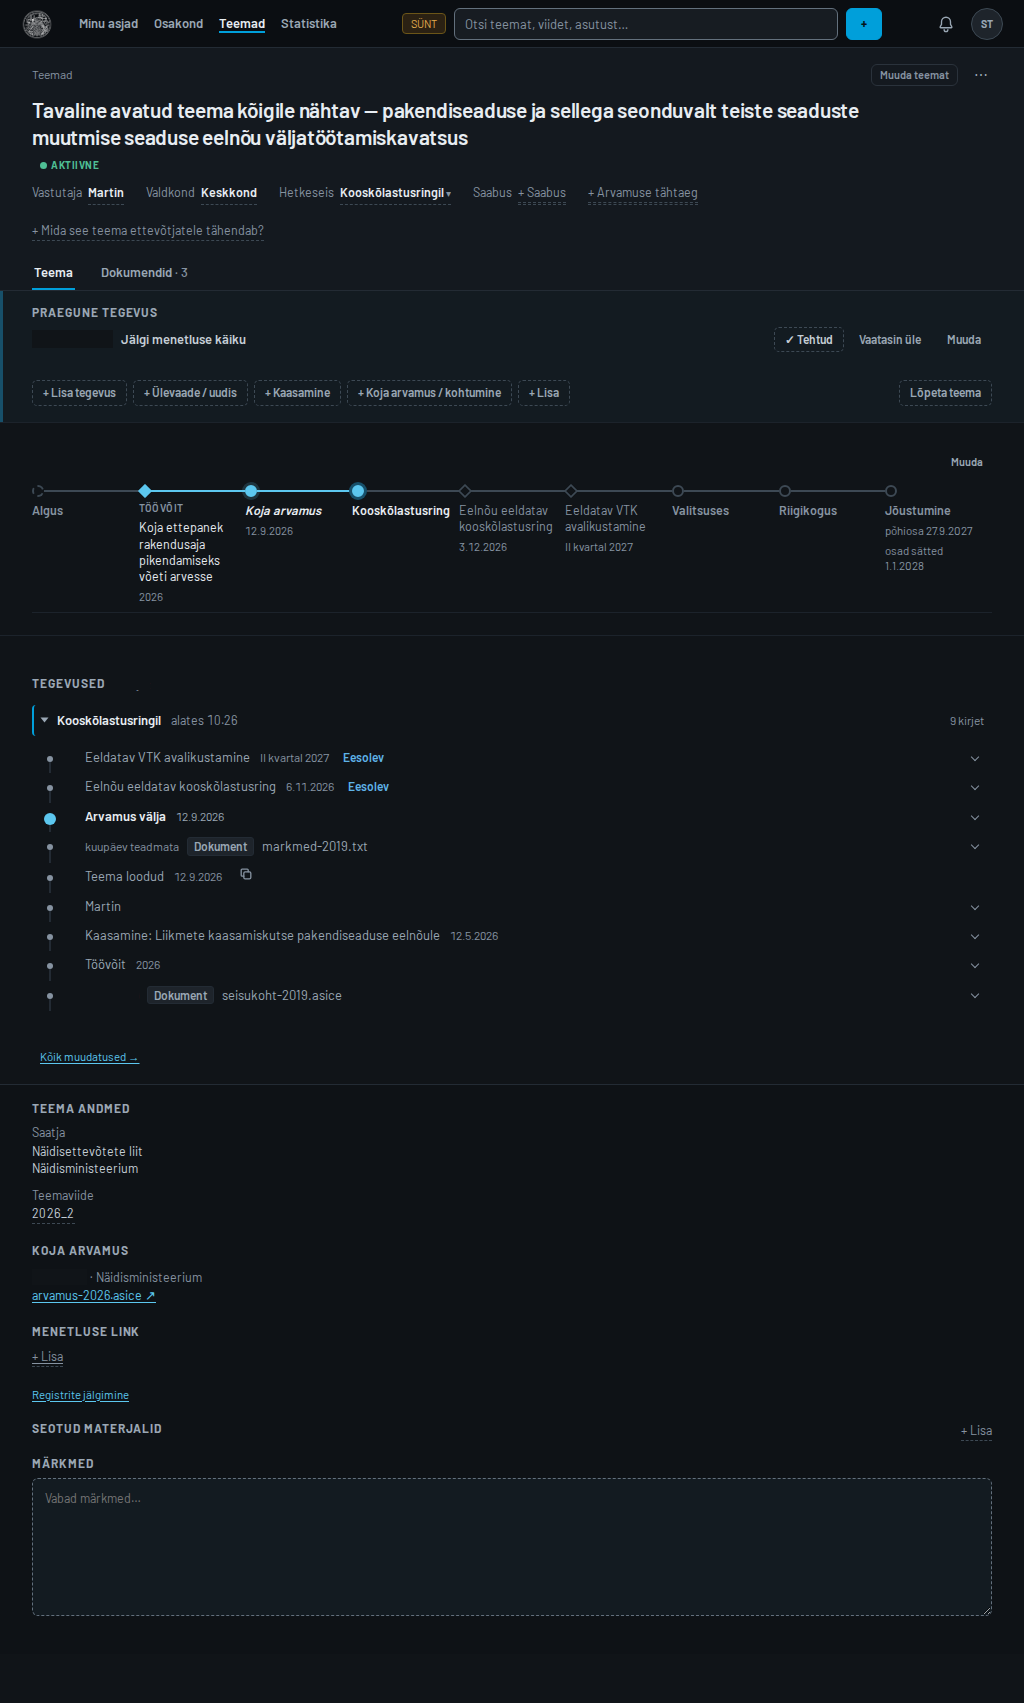 Minu asjad Osakond Teemad Statistika SÜNT Otsi teemat, viidet, asutust... + ST
Teemad Muuda teemat ...
Tavaline avatud teema kõigile nähtav — pakendiseaduse ja sellega seonduvalt teiste seaduste
muutmise seaduse eelnõu väljatöötamiskavatsus
AKTIIVNE
Vastutaja Martin Valdkond Keskkond Hetkeseis Kooskõlastusringil ▾ Saabus + Saabus + Arvamuse tähtaeg
+ Mida see teema ettevõtjatele tähendab?
Teema Dokumendid · 3
PRAEGUNE TEGEVUS
Jälgi menetluse käiku ✓ Tehtud Vaatasin üle Muuda
+ Lisa tegevus + Ülevaade / uudis + Kaasamine + Koja arvamus / kohtumine + Lisa Lõpeta teema
Muuda
Algus
TÖÖVÕIT
Koja ettepanek
rakendusaja
pikendamiseks
võeti arvesse
2026
Koja arvamus
12.9.2026
Kooskõlastusring
Eelnõu eeldatav
kooskõlastusring
3.12.2026
Eeldatav VTK
avalikustamine
II kvartal 2027
Valitsuses
Riigikogus
Jõustumine
põhiosa 27.9.2027
osad sätted
1.1.2028
TEGEVUSED
Kooskõlastusringil alates 10.26 9 kirjet
Eeldatav VTK avalikustamine II kvartal 2027 Eesolev
Eelnõu eeldatav kooskõlastusring 6.11.2026 Eesolev
Arvamus välja 12.9.2026
kuupäev teadmata Dokument markmed-2019.txt
Teema loodud 12.9.2026
Martin
Kaasamine: Liikmete kaasamiskutse pakendiseaduse eelnõule 12.5.2026
Töövõit 2026
Dokument seisukoht-2019.asice
Kõik muudatused →
TEEMA ANDMED
Saatja
Näidisettevõtete liit
Näidisministeerium
Teemaviide
2026_2
KOJA ARVAMUS
· Näidisministeerium
arvamus-2026.asice ↗
MENETLUSE LINK
+ Lisa
Registrite jälgimine
SEOTUD MATERJALID + Lisa
MÄRKMED
Vabad märkmed...